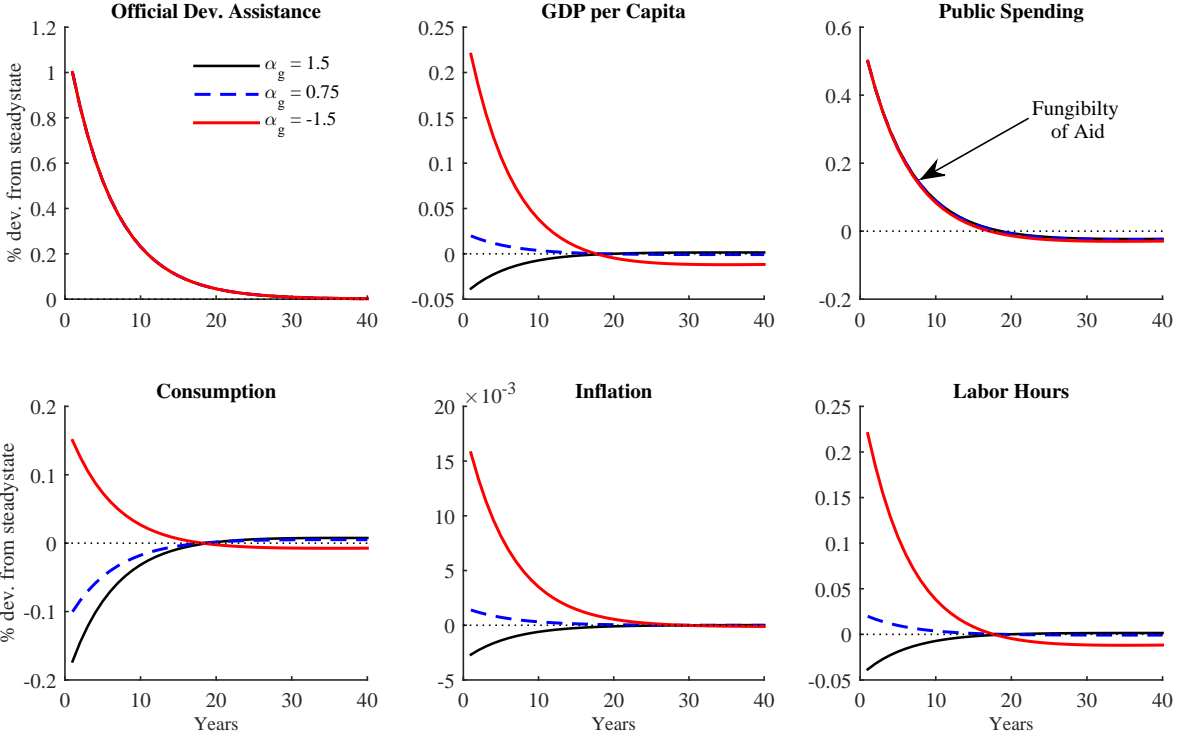 Official Dev. Assistance
GDP per Capita
Public Spending
% dev. from steadystate
1.2
1
0.8
0.6
0.4
0.2
0
0 10 20 30 40
α_g = 1.5
α_g = 0.75
α_g = -1.5
0.25
0.2
0.15
0.1
0.05
0
-0.05
0 10 20 30 40
0.6
0.4
0.2
0
-0.2
0 10 20 30 40
Fungibilty
of Aid
Consumption
Inflation
Labor Hours
% dev. from steadystate
0.2
0.1
0
-0.1
-0.2
0 10 20 30 40
Years
×10-3
20
15
10
5
0
-5
0 10 20 30 40
Years
0.25
0.2
0.15
0.1
0.05
0
-0.05
0 10 20 30 40
Years